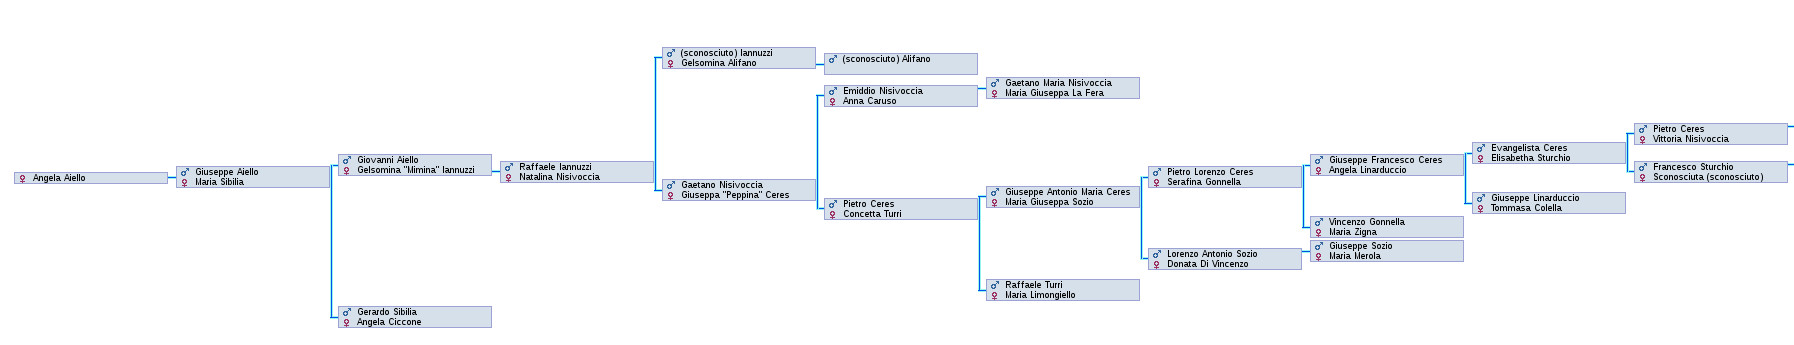 Angela Aiello
Giuseppe Aiello
Maria Sibilia
Giovanni Aiello
Gelsomina "Mimina" Iannuzzi
Gerardo Sibilia
Angela Ciccone
Raffaele Iannuzzi
Natalina Nisivoccia
(sconosciuto) Iannuzzi
Gelsomina Alifano
Gaetano Nisivoccia
Giuseppa "Peppina" Ceres
(sconosciuto) Alifano
Emiddio Nisivoccia
Anna Caruso
Pietro Ceres
Concetta Turri
Gaetano Maria Nisivoccia
Maria Giuseppa La Fera
Giuseppe Antonio Maria Ceres
Maria Giuseppa Sozio
Raffaele Turri
Maria Limongiello
Pietro Lorenzo Ceres
Serafina Gonnella
Lorenzo Antonio Sozio
Donata Di Vincenzo
Giuseppe Francesco Ceres
Angela Linarduccio
Vincenzo Gonnella
Maria Zigna
Giuseppe Sozio
Maria Merola
Evangelista Ceres
Elisabetha Sturchio
Giuseppe Linarduccio
Tommasa Colella
Pietro Ceres
Vittoria Nisivoccia
Francesco Sturchio
Sconosciuta (sconosciuto)